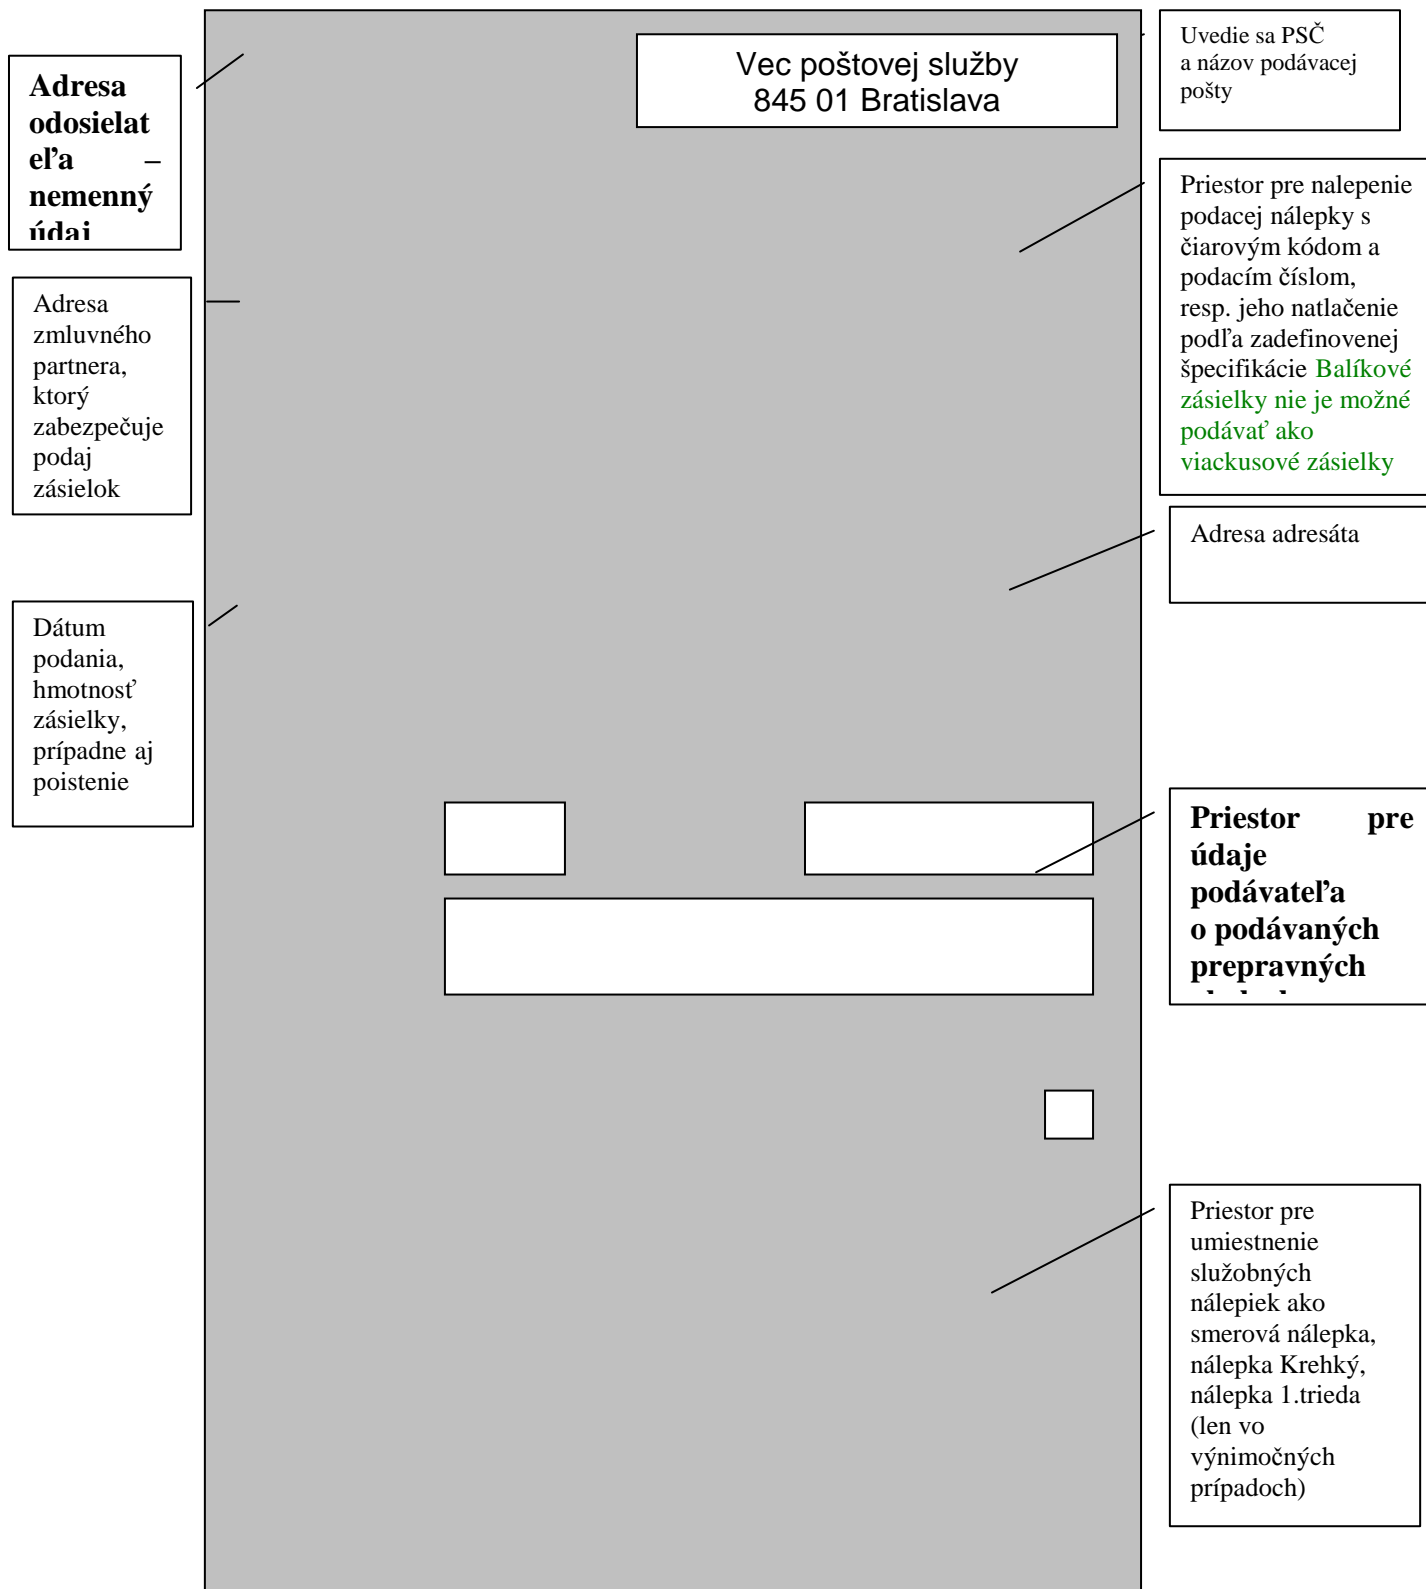 Vec poštovej služby
845 01 Bratislava
Adresa
odosielat
eľa –
nemenný
údaj
Adresa
zmluvného
partnera,
ktorý
zabezpečuje
podaj
zásielok
Dátum
podania,
hmotnosť
zásielky,
prípadne aj
poistenie
Uvedie sa PSČ
a názov podávacej
pošty
Priestor pre nalepenie
podacej nálepky s
čiarovým kódom a
podacím číslom,
resp. jeho natlačenie
podľa zadefinovenej
špecifikácie Balíkové
zásielky nie je možné
podávať ako
viackusové zásielky
Adresa adresáta
Priestor pre
údaje
podávateľa
o podávaných
prepravných
Priestor pre
umiestnenie
služobných
nálepiek ako
smerová nálepka,
nálepka Krehký,
nálepka 1.trieda
(len vo
výnimočných
prípadoch)